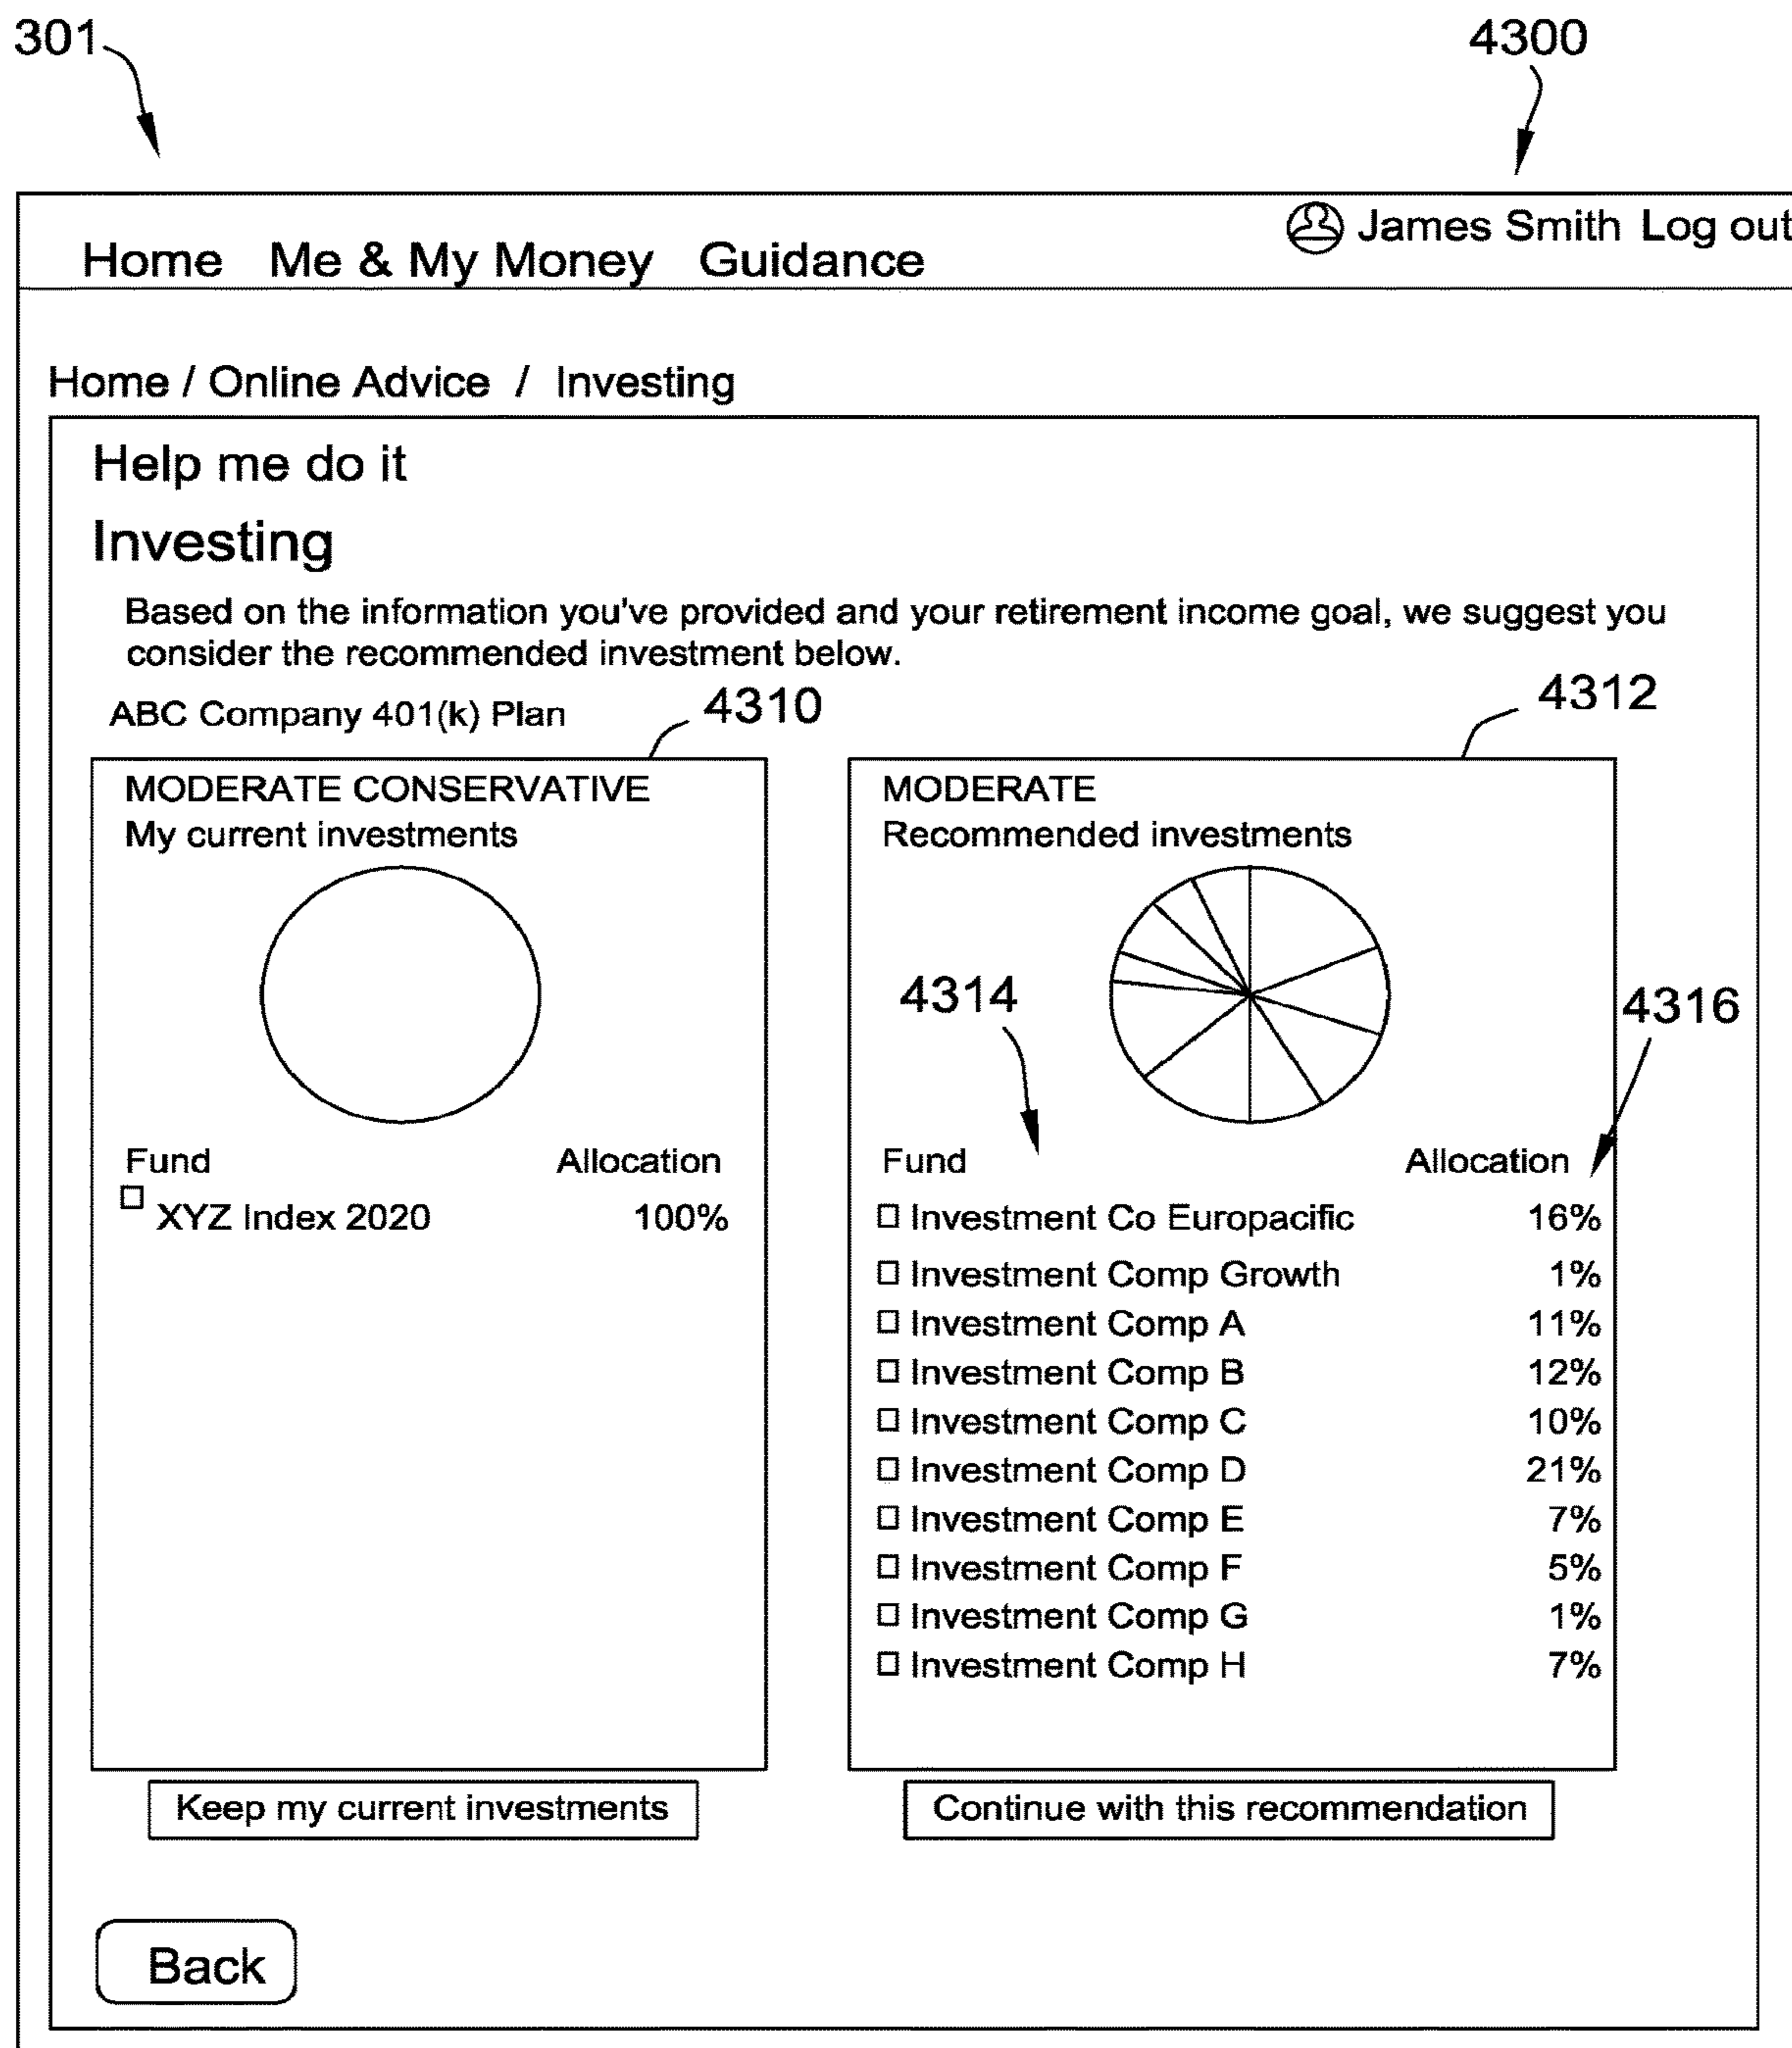 301
4300
James Smith Log out
Home Me & My Money Guidance
Home / Online Advice / Investing
Help me do it
Investing
Based on the information you've provided and your retirement income goal, we suggest you
consider the recommended investment below.
ABC Company 401(k) Plan
4310
4312
MODERATE CONSERVATIVE
My current investments
Fund Allocation
XYZ Index 2020 100%
MODERATE
Recommended investments
4314
4316
Fund Allocation
Investment Co Europacific 16%
Investment Comp Growth 1%
Investment Comp A 11%
Investment Comp B 12%
Investment Comp C 10%
Investment Comp D 21%
Investment Comp E 7%
Investment Comp F 5%
Investment Comp G 1%
Investment Comp H 7%
Keep my current investments
Continue with this recommendation
Back